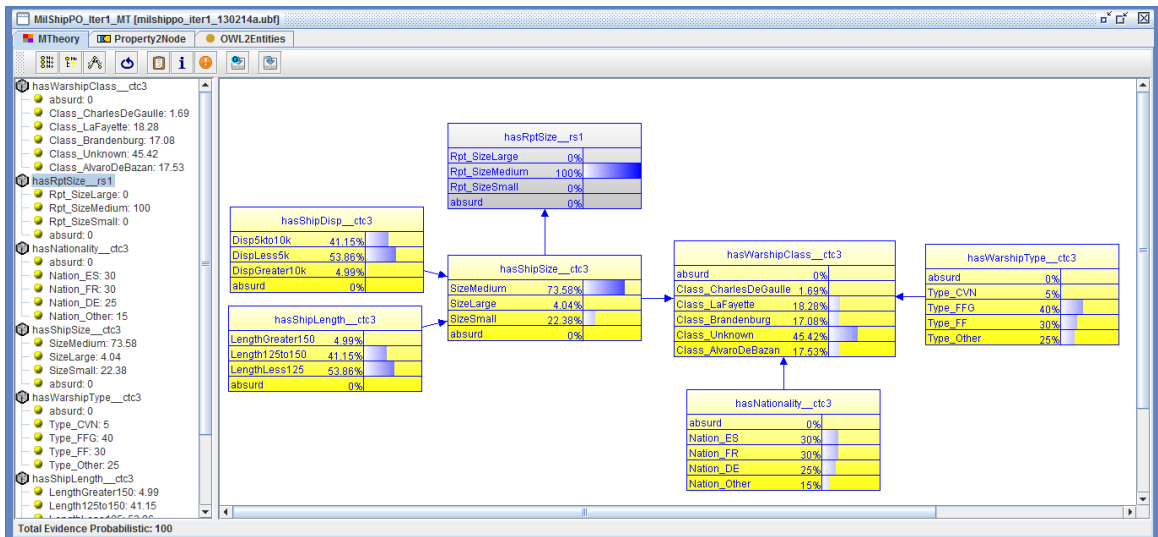 MilShipPO_Iter1_MT [milshippo_iter1_130214a.ubf]
MTheory Property2Node OWL2Entities
hasWarshipClass__ctc3
absurd: 0
Class_CharlesDeGaulle: 1.69
Class_LaFayette: 18.28
Class_Brandenburg: 17.08
Class_Unknown: 45.42
Class_AlvaroDeBazan: 17.53
hasRptSize__rs1
Rpt_SizeLarge: 0
Rpt_SizeMedium: 100
Rpt_SizeSmall: 0
absurd: 0
hasNationality__ctc3
absurd: 0
Nation_ES: 30
Nation_FR: 30
Nation_DE: 25
Nation_Other: 15
hasShipSize__ctc3
SizeMedium: 73.58
SizeLarge: 4.04
SizeSmall: 22.38
absurd: 0
hasWarshipType__ctc3
absurd: 0
Type_CVN: 5
Type_FFG: 40
Type_FF: 30
Type_Other: 25
hasShipLength__ctc3
LengthGreater150: 4.99
Length125to150: 41.15
hasRptSize__rs1
Rpt_SizeLarge 0%
Rpt_SizeMedium 100%
Rpt_SizeSmall 0%
absurd 0%
hasShipDisp__ctc3
Disp5kto10k 41.15%
DispLess5k 53.86%
DispGreater10k 4.99%
absurd 0%
hasShipLength__ctc3
LengthGreater150 4.99%
Length125to150 41.15%
LengthLess125 53.86%
absurd 0%
hasShipSize__ctc3
SizeMedium 73.58%
SizeLarge 4.04%
SizeSmall 22.38%
absurd 0%
hasWarshipClass__ctc3
absurd 0%
Class_CharlesDeGaulle 1.69%
Class_LaFayette 18.28%
Class_Brandenburg 17.08%
Class_Unknown 45.42%
Class_AlvaroDeBazan 17.53%
hasWarshipType__ctc3
absurd 0%
Type_CVN 5%
Type_FFG 40%
Type_FF 30%
Type_Other 25%
hasNationality__ctc3
absurd 0%
Nation_ES 30%
Nation_FR 30%
Nation_DE 25%
Nation_Other 15%
Total Evidence Probabilistic: 100